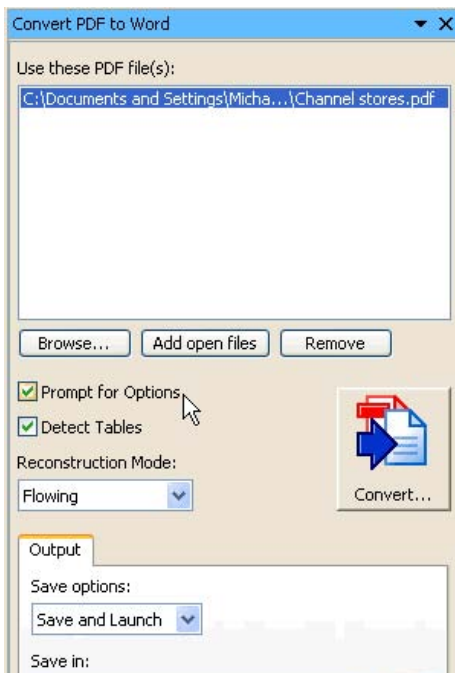 Convert PDF to Word
Use these PDF file(s):
C:\Documents and Settings\Micha...\Channel stores.pdf
Browse... Add open files Remove
Prompt for Options
Detect Tables
Reconstruction Mode:
Flowing
Convert...
Output
Save options:
Save and Launch
Save in: